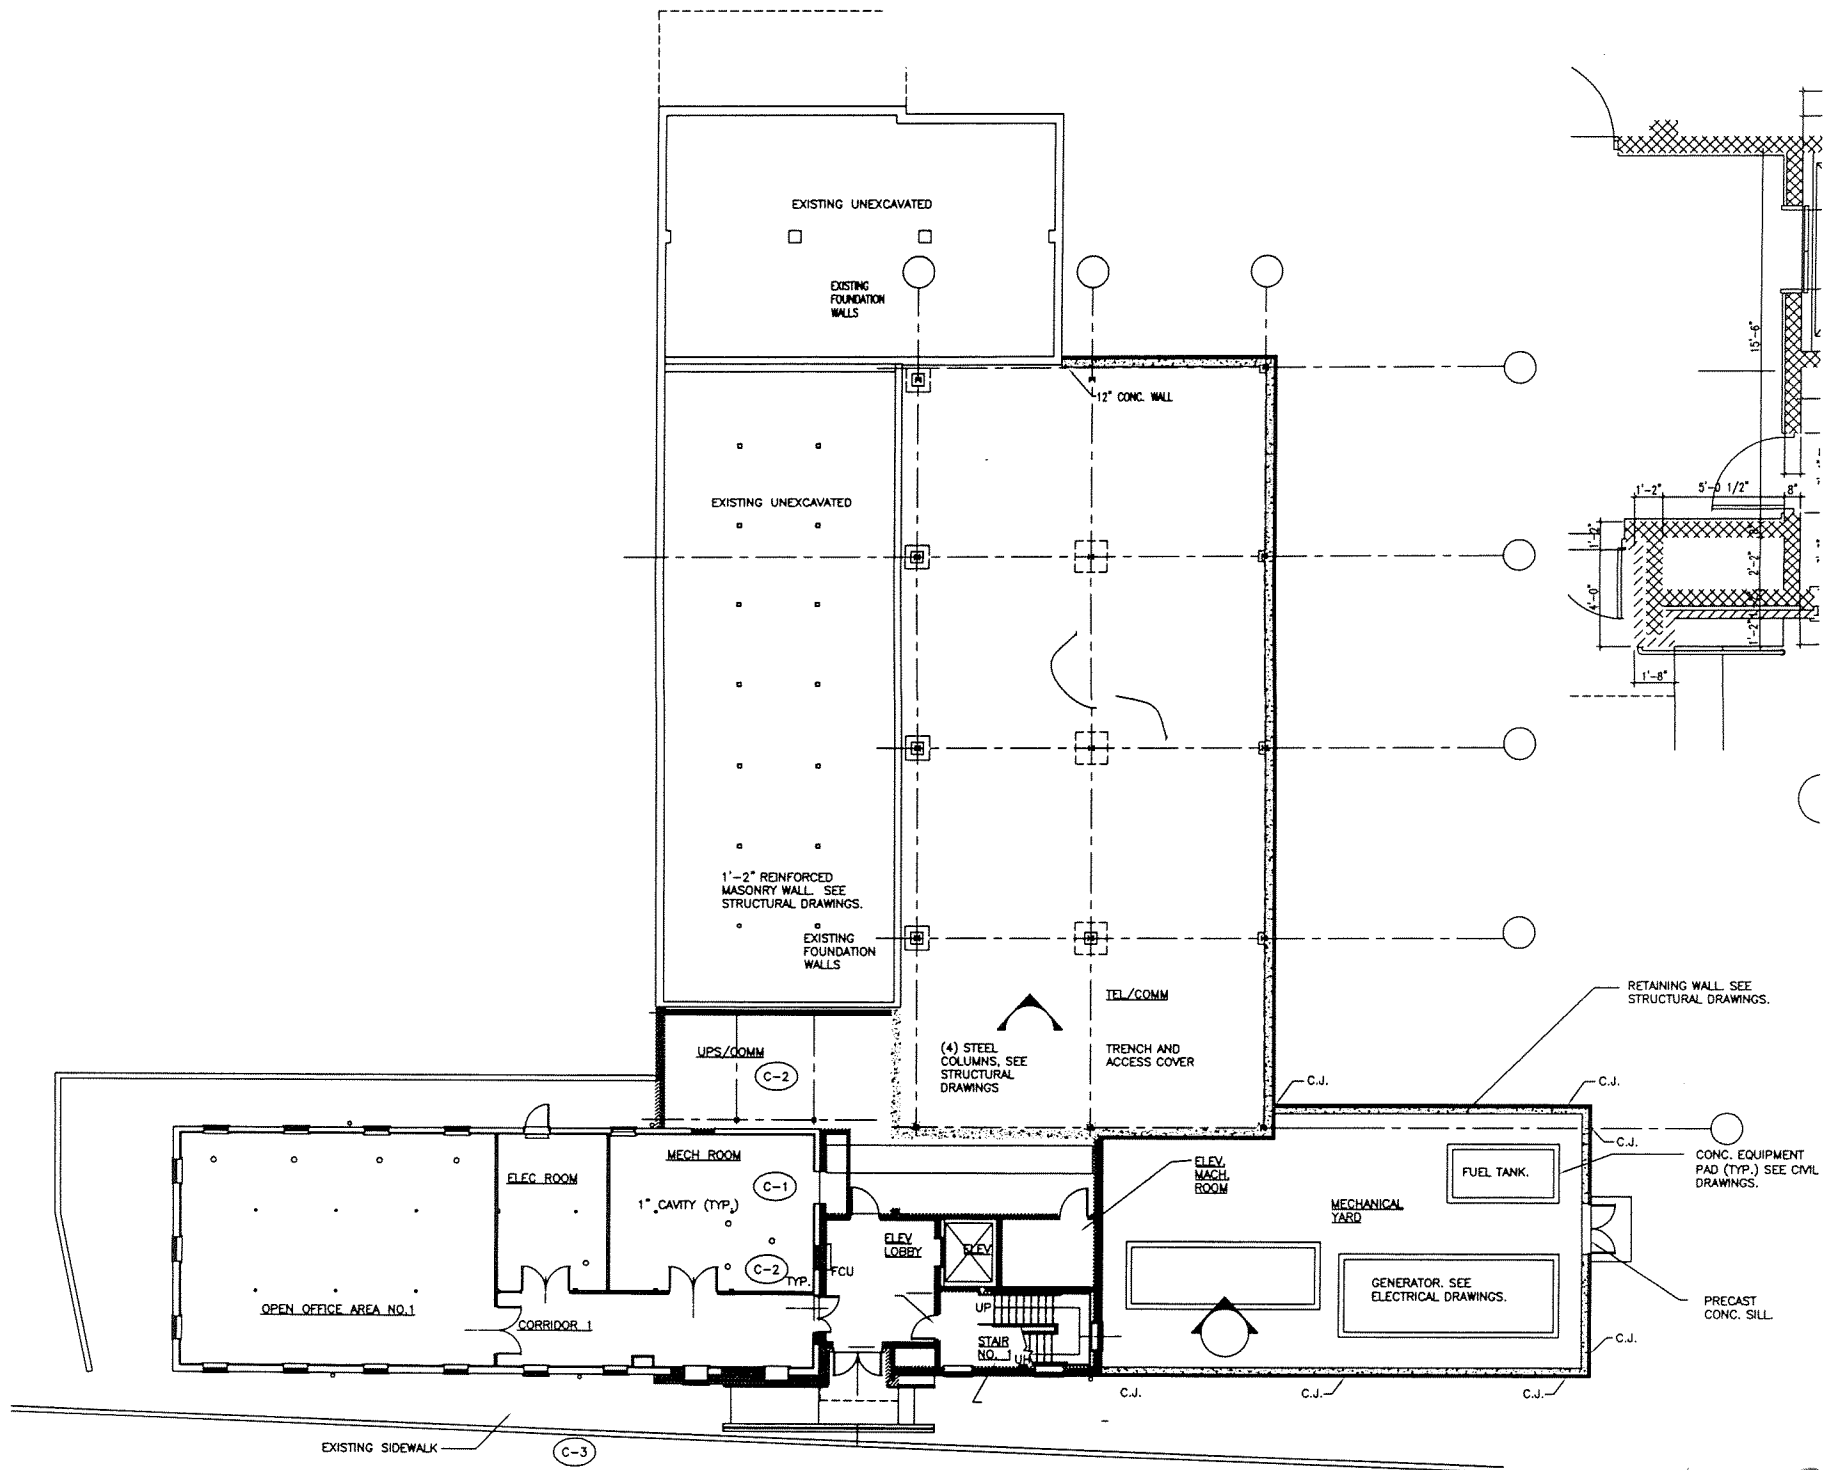 EXISTING UNEXCAVATED
EXISTING
FOUNDATION
WALLS
12" CONC. WALL
15'-6"
1'-2"
5'-0 1/2"
8"
1'-2"
4'-0"
2'-2"
1'-2"
1'-8"
EXISTING UNEXCAVATED
1'-2" REINFORCED
MASONRY WALL. SEE
STRUCTURAL DRAWINGS.
EXISTING
FOUNDATION
WALLS
TEL/COMM
RETAINING WALL. SEE
STRUCTURAL DRAWINGS.
(4) STEEL
COLUMNS, SEE
STRUCTURAL
DRAWINGS
TRENCH AND
ACCESS COVER
UPS/COMM
C-2
C.J.
C.J.
C.J.
CONC. EQUIPMENT
PAD (TYP.) SEE CIVIL
DRAWINGS.
FUEL TANK.
MECH ROOM
ELEC ROOM
C-1
1" CAVITY (TYP.)
ELEV.
MACH.
ROOM
MECHANICAL
YARD
ELEV
LOBBY
ELEV
C-2
TYP.
FCU
GENERATOR. SEE
ELECTRICAL DRAWINGS.
PRECAST
CONC. SILL
OPEN OFFICE AREA NO.1
CORRIDOR 1
UP
STAIR
NO. 1
UH
C.J.
C.J.
C.J.
C.J.
EXISTING SIDEWALK
C-3